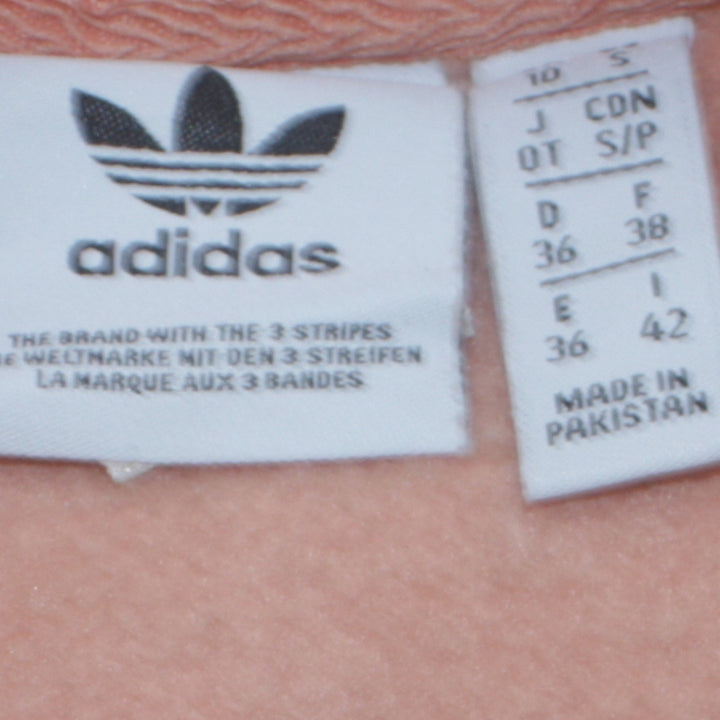 adidas
THE BRAND WITH THE 3 STRIPES
WELTMARKE MIT DEN 3 STREIFEN
LA MARQUE AUX 3 BANDES
10 S
J CDN
OT S/P
D F
36 38
E I
36 42
MADE IN
PAKISTAN